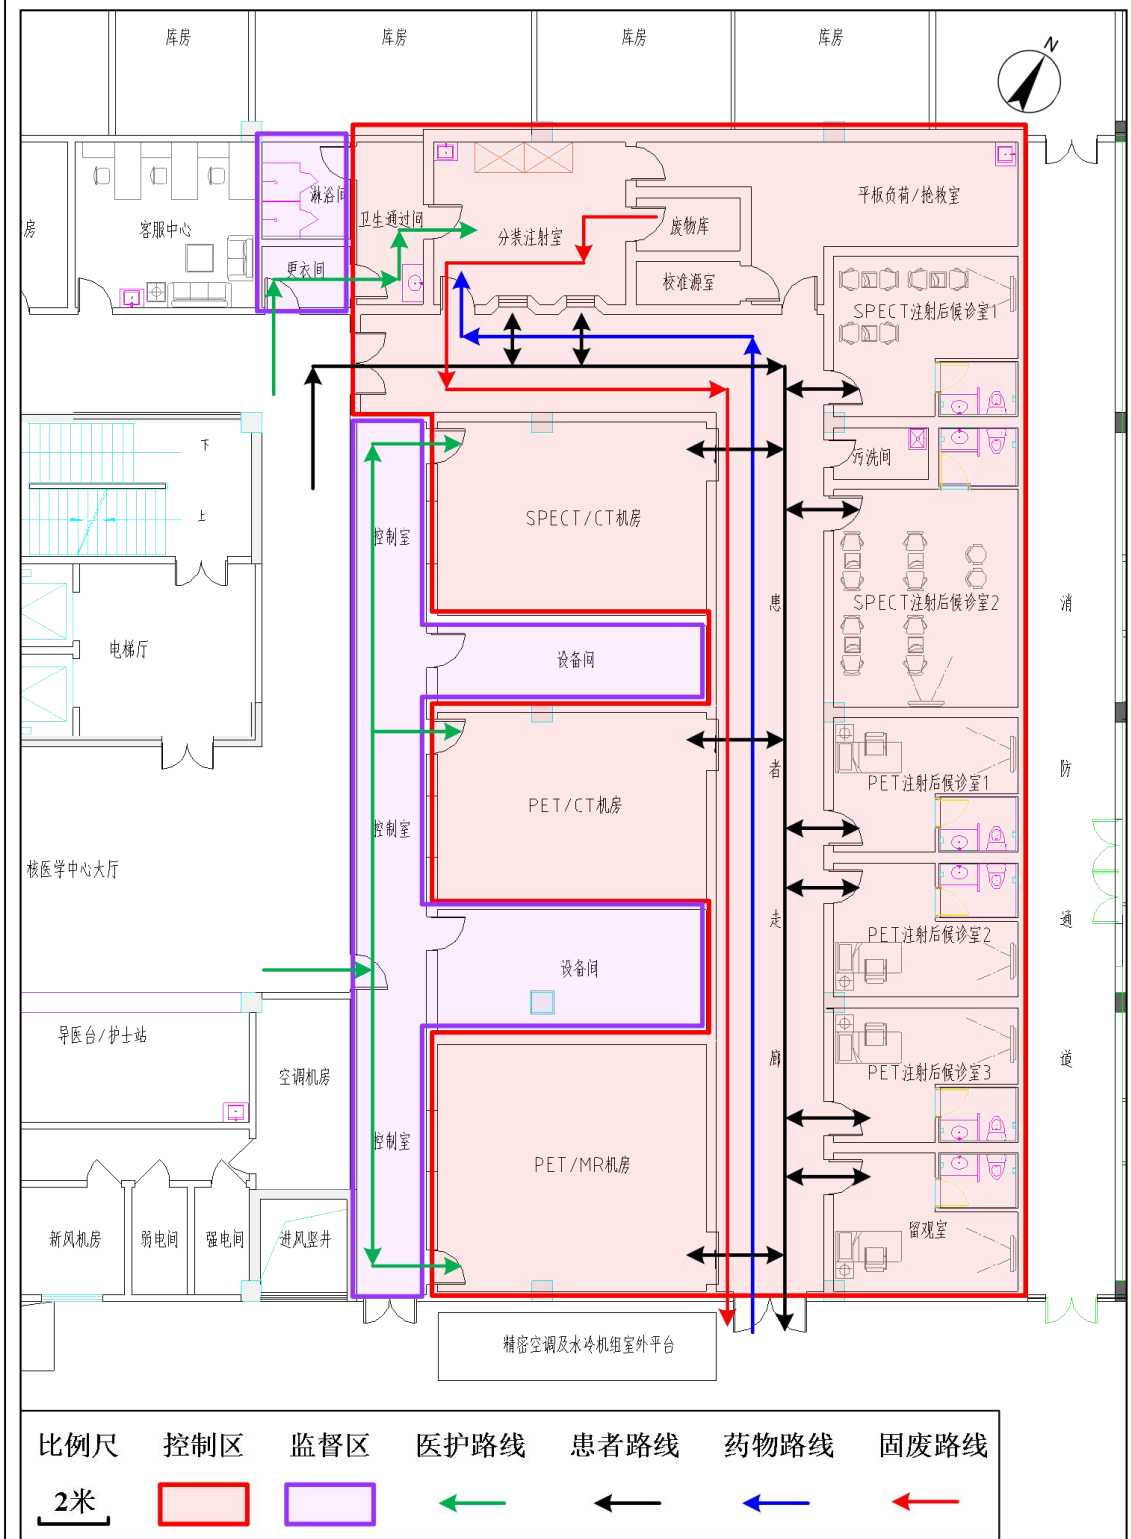 库房
库房
库房
库房
N
客服中心
房
淋浴间
卫生通过间
更衣间
分装注射室
废物库
校准源室
平板负荷/抢救室
SPECT注射后候诊室1
污洗间
下
上
控制室
SPECT/CT机房
患
SPECT注射后候诊室2
消
电梯厅
设备间
者
防
PET注射后候诊室1
控制室
PET/CT机房
核医学中心大厅
走
通
PET注射后候诊室2
设备间
导医台/护士站
空调机房
廊
道
PET注射后候诊室3
控制室
PET/MR机房
新风机房
弱电间
强电间
进风竖井
留观室
精密空调及水冷机组室外平台
比例尺
控制区
监督区
医护路线
患者路线
药物路线
固废路线
2米